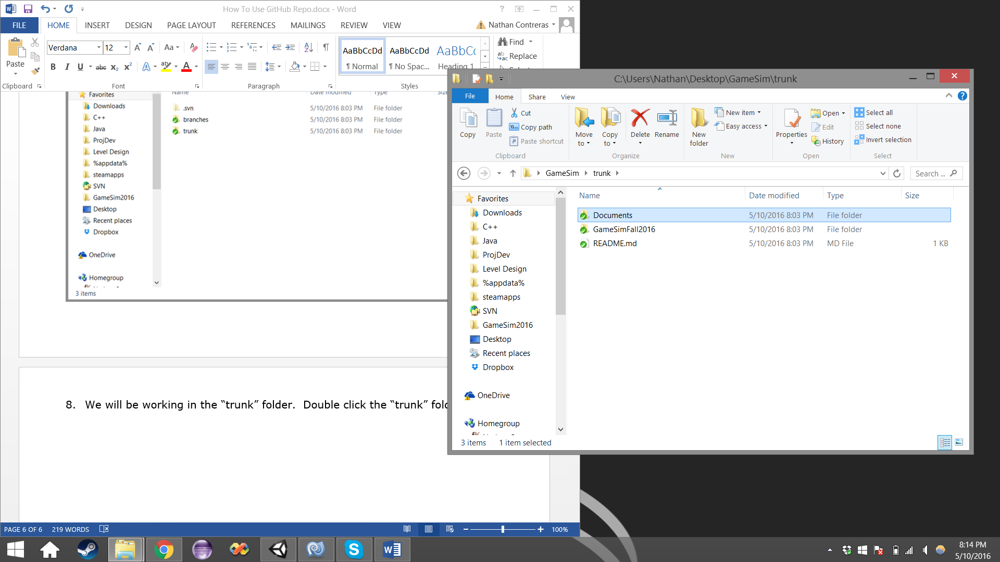 How To Use GitHub Repo.docx - Word
FILE HOME INSERT DESIGN PAGE LAYOUT REFERENCES MAILINGS REVIEW VIEW
Nathan Contreras
Paste
Clipboard
Verdana 12
Font
Paragraph
AaBbCcDd AaBbCcDd AaBbCc
¶ Normal ¶ No Spac... Heading 1
Styles
Find
Replace
Name Date modified Type Size
Favorites
Downloads
C++
Java
ProjDev
Level Design
%appdata%
steamapps
SVN
GameSim2016
Desktop
Recent places
Dropbox
OneDrive
Homegroup
3 items
.svn 5/10/2016 8:03 PM File folder
branches 5/10/2016 8:03 PM File folder
trunk 5/10/2016 8:03 PM File folder
8. We will be working in the “trunk” folder. Double click the “trunk”
PAGE 6 OF 6 219 WORDS
100%
C:\Users\Nathan\Desktop\GameSim\trunk
File Home Share View
Copy
Paste
Cut
Copy path
Paste shortcut
Clipboard
Move to
Copy to
Delete
Rename
Organize
New folder
New item
Easy access
New
Properties
Open
Edit
History
Open
Select all
Select none
Invert selection
Select
GameSim trunk
Search ...
Favorites
Downloads
C++
Java
ProjDev
Level Design
%appdata%
steamapps
SVN
GameSim2016
Desktop
Recent places
Dropbox
OneDrive
Homegroup
Name Date modified Type Size
Documents 5/10/2016 8:03 PM File folder
GameSimFall2016 5/10/2016 8:03 PM File folder
README.md 5/10/2016 8:03 PM MD File 1 KB
3 items 1 item selected
8:14 PM
5/10/2016